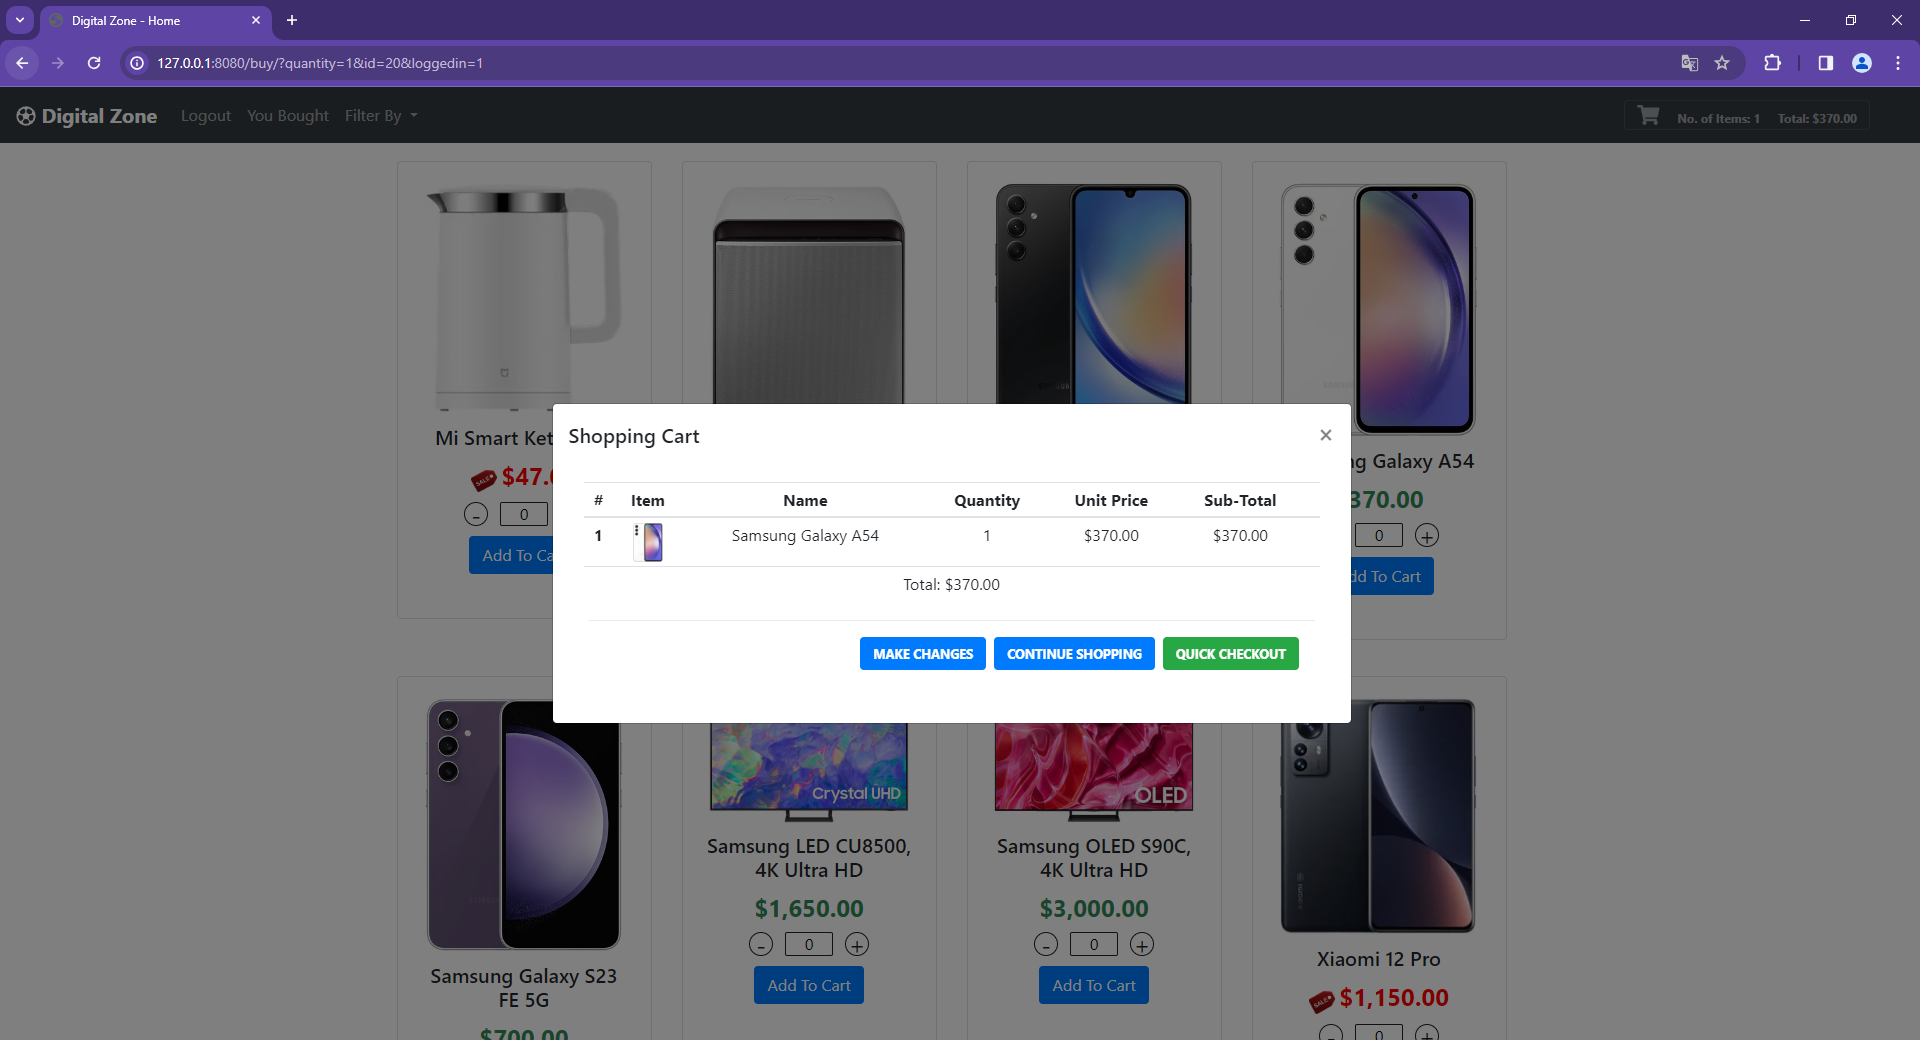 Digital Zone - Home
127.0.0.1:8080/buy/?quantity=1&id=20&loggedin=1
Digital Zone Logout You Bought Filter By No. of Items: 1 Total: $370.00
Mi Smart Ket
SALE $47.
- 0
Add To Ca
ng Galaxy A54
370.00
0 +
dd To Cart
Shopping Cart ×
# Item Name Quantity Unit Price Sub-Total
1 Samsung Galaxy A54 1 $370.00 $370.00
Total: $370.00
MAKE CHANGES CONTINUE SHOPPING QUICK CHECKOUT
Samsung Galaxy S23
FE 5G
$700.00
Crystal UHD
Samsung LED CU8500,
4K Ultra HD
$1,650.00
- 0 +
Add To Cart
OLED
Samsung OLED S90C,
4K Ultra HD
$3,000.00
- 0 +
Add To Cart
Xiaomi 12 Pro
SALE $1,150.00
- 0 +